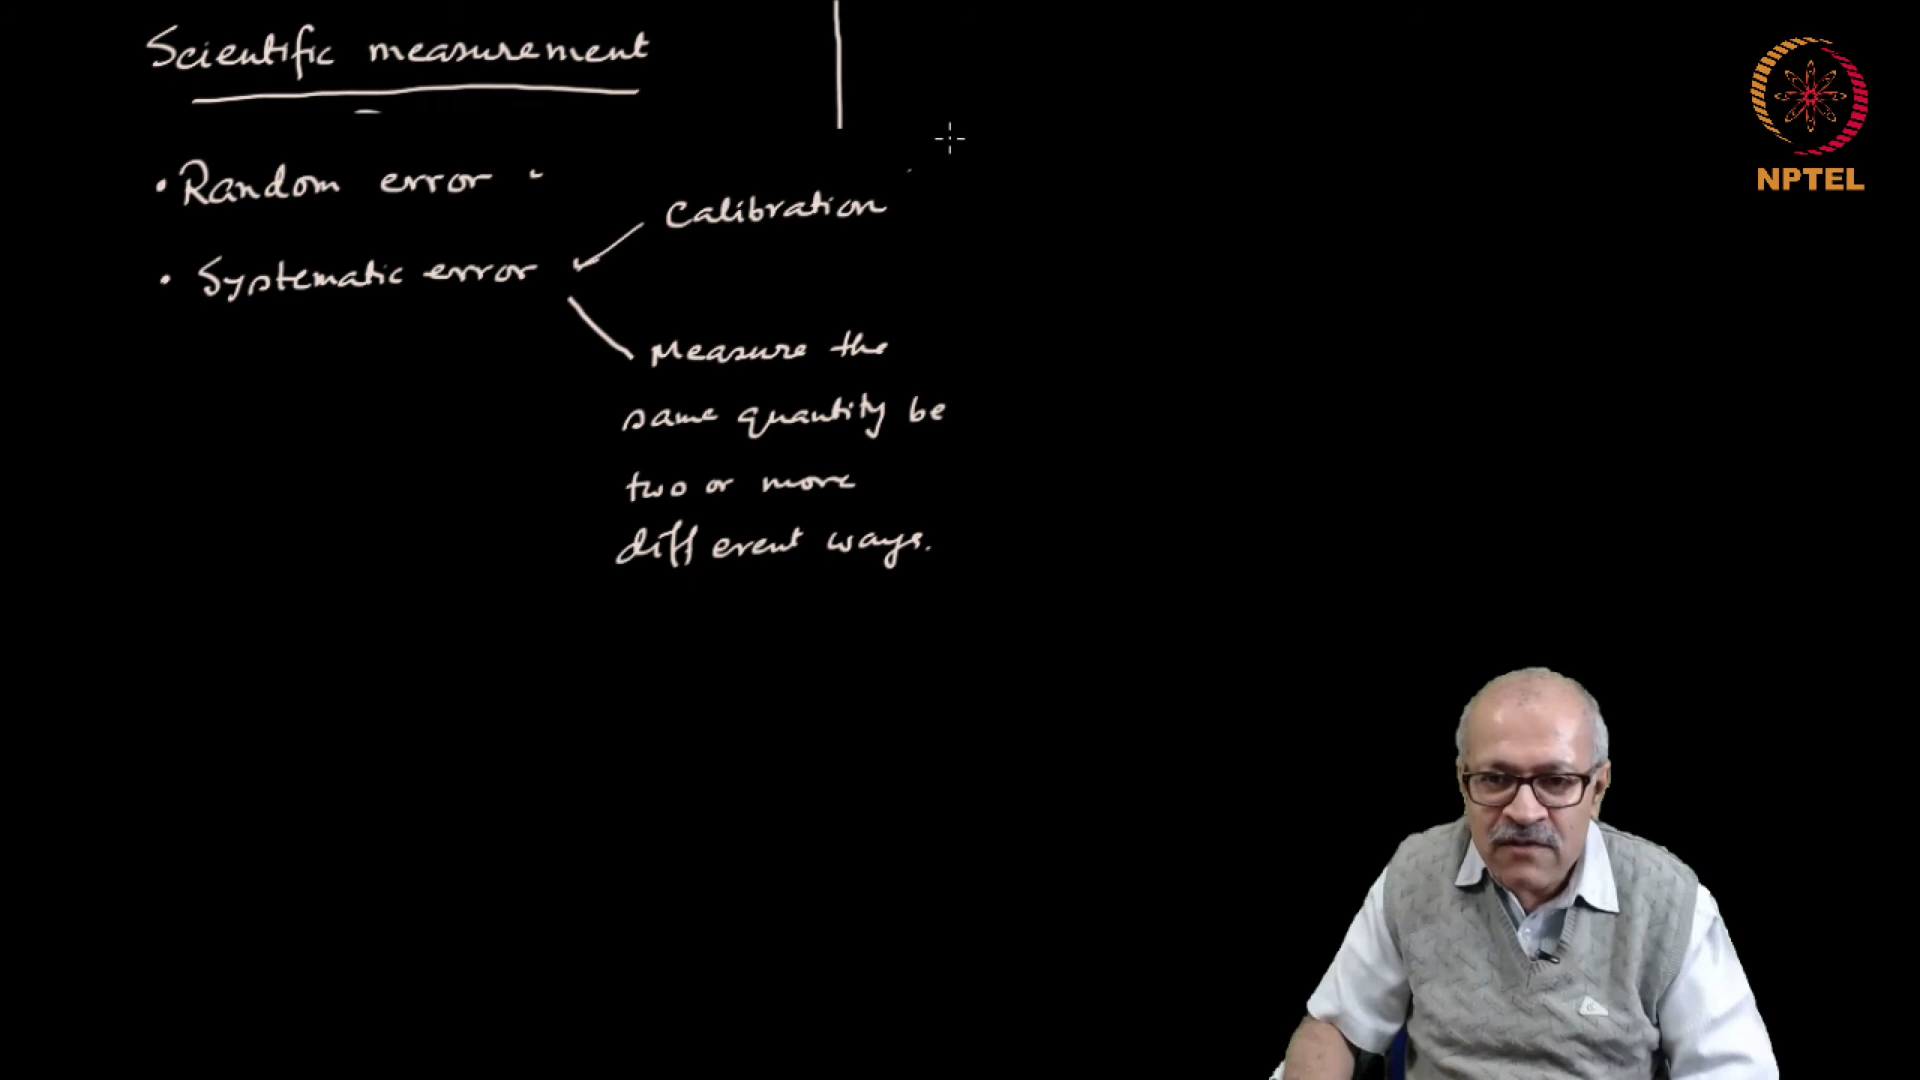 Scientific measurement
• Random error
• Systematic error
Calibration
Measure the
same quantity be
two or more
different ways.
NPTEL